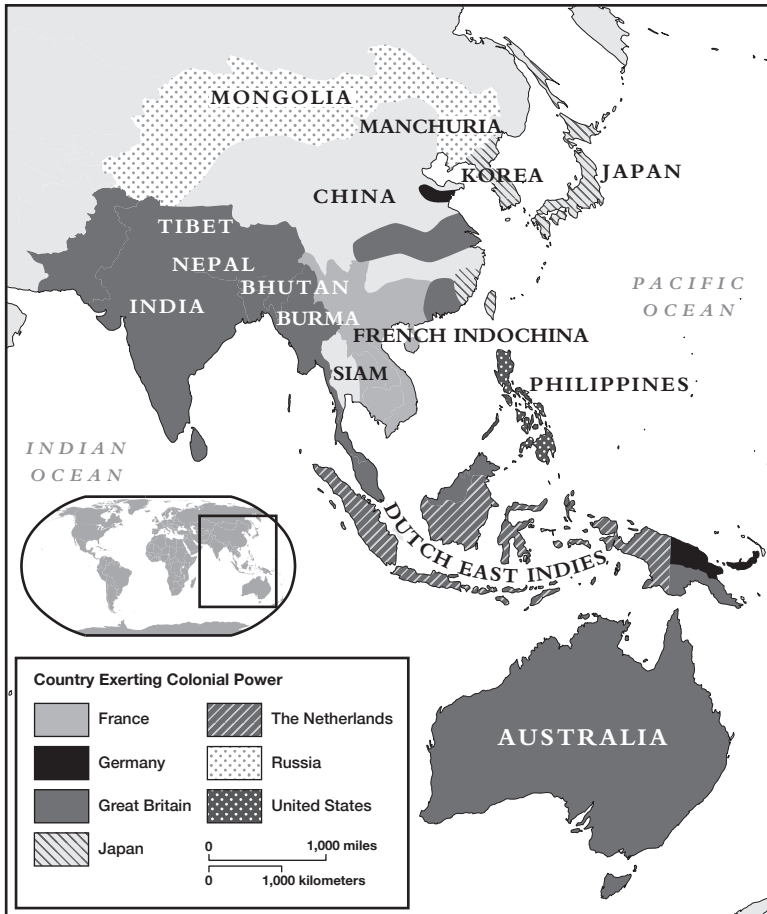 MONGOLIA
MANCHURIA
KOREA
JAPAN
CHINA
TIBET
NEPAL
BHUTAN
INDIA
BURMA
PACIFIC
OCEAN
FRENCH INDOCHINA
SIAM
PHILIPPINES
INDIAN
OCEAN
DUTCH EAST INDIES
AUSTRALIA
Country Exerting Colonial Power
France
Germany
Great Britain
Japan
The Netherlands
Russia
United States
0 1,000 miles
0 1,000 kilometers